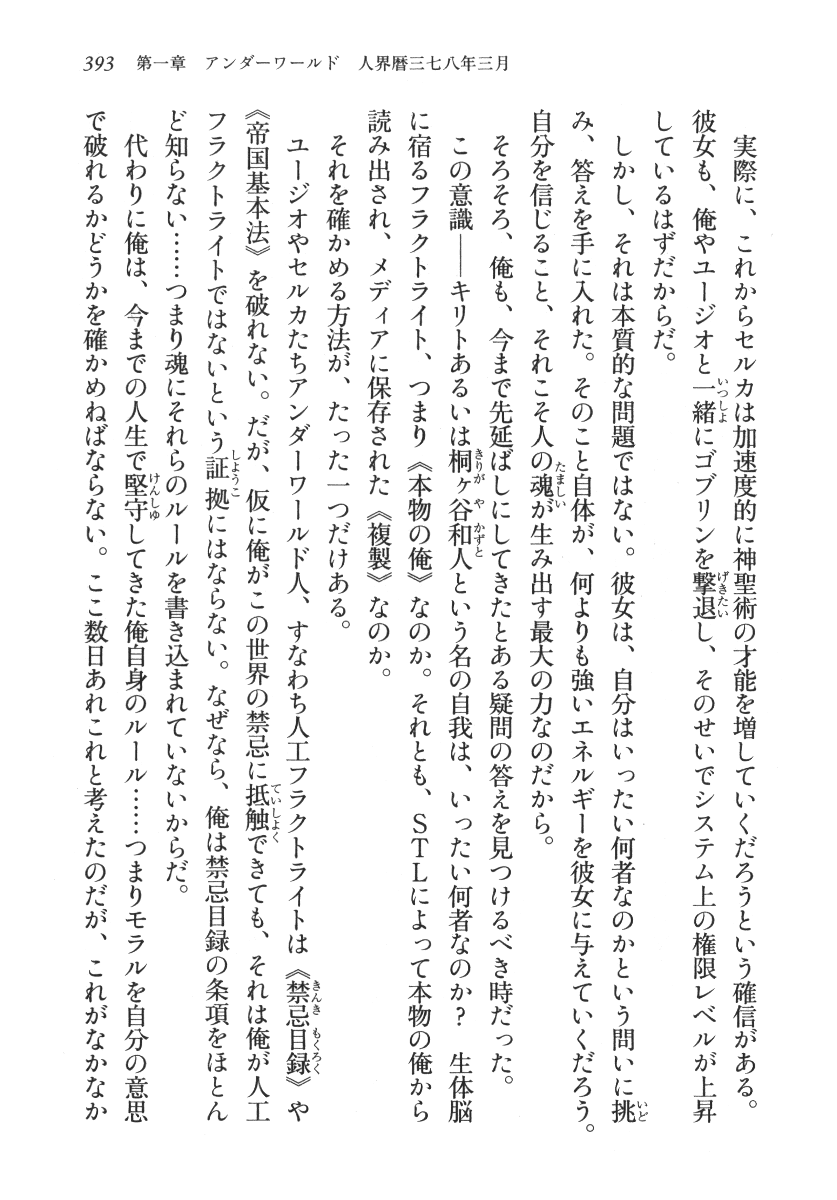 393　第一章　アンダーワールド　人界暦三七八年三月
　実際に、これからセルカは加速度的に神聖術の才能を増していくだろうという確信がある。
彼女も、俺やユージオと一緒にゴブリンを撃退し、そのせいでシステム上の権限レベルが上昇
しているはずだからだ。
　しかし、それは本質的な問題ではない。彼女は、自分はいったい何者なのかという問いに挑
み、答えを手に入れた。そのこと自体が、何よりも強いエネルギーを彼女に与えていくだろう。
自分を信じること、それこそ人の魂が生み出す最大の力なのだから。
　そろそろ、俺も、今まで先延ばしにしてきたとある疑問の答えを見つけるべき時だった。
　この意識――キリトあるいは桐ヶ谷和人という名の自我は、いったい何者なのか？　生体脳
に宿るフラクトライト、つまり《本物の俺》なのか。それとも、ＳＴＬによって本物の俺から
読み出され、メディアに保存された《複製》なのか。
　それを確かめる方法が、たった一つだけある。
　ユージオやセルカたちアンダーワールド人、すなわち人工フラクトライトは《禁忌目録》や
《帝国基本法》を破れない。だが、仮に俺がこの世界の禁忌に抵触できても、それは俺が人工
フラクトライトではないという証拠にはならない。なぜなら、俺は禁忌目録の条項をほとん
ど知らない……つまり魂にそれらのルールを書き込まれていないからだ。
　代わりに俺は、今までの人生で堅守してきた俺自身のルール……つまりモラルを自分の意思
で破れるかどうかを確かめねばならない。ここ数日あれこれと考えたのだが、これがなかなか